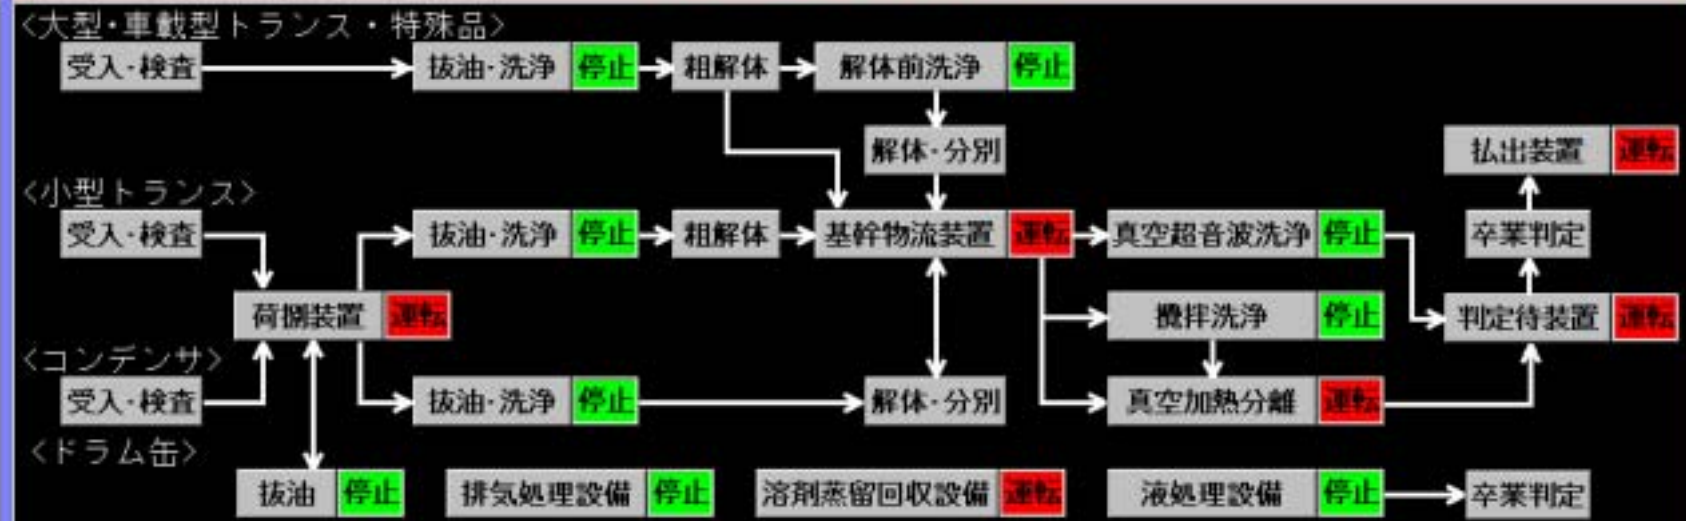 <大型・車載型トランス・特殊品>
受入・検査 抜油・洗浄 停止 粗解体 解体前洗浄 停止
解体・分別 払出装置 運転
<小型トランス>
受入・検査 抜油・洗浄 停止 粗解体 基幹物流装置 運転 真空超音波洗浄 停止 卒業判定
荷捌装置 運転 攪拌洗浄 停止 判定待装置 運転
<コンデンサ>
受入・検査 抜油・洗浄 停止 解体・分別 真空加熱分離 運転
<ドラム缶>
抜油 停止 排気処理設備 停止 溶剤蒸留回収設備 運転 液処理設備 停止 卒業判定